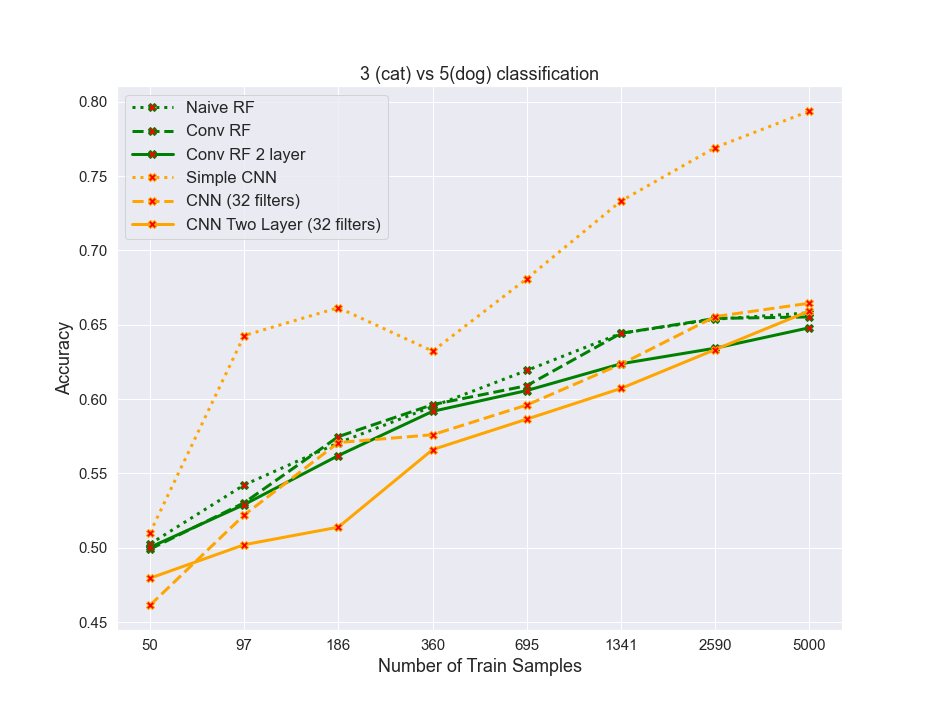 3 (cat) vs 5(dog) classification
Naive RF
Conv RF
Conv RF 2 layer
Simple CNN
CNN (32 filters)
CNN Two Layer (32 filters)
Accuracy
0.80
0.75
0.70
0.65
0.60
0.55
0.50
0.45
50 97 186 360 695 1341 2590 5000
Number of Train Samples